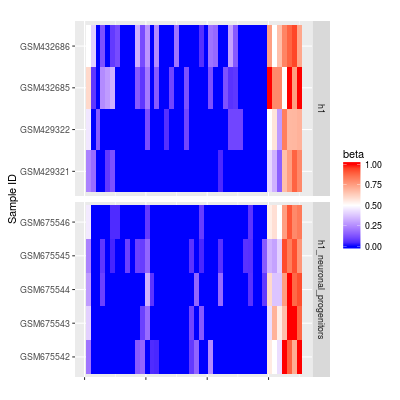 GSM432686
GSM432685
GSM429322
GSM429321
h1
GSM675546
GSM675545
GSM675544
GSM675543
GSM675542
h1_neuronal_progenitors
Sample ID
beta
1.00
0.75
0.50
0.25
0.00